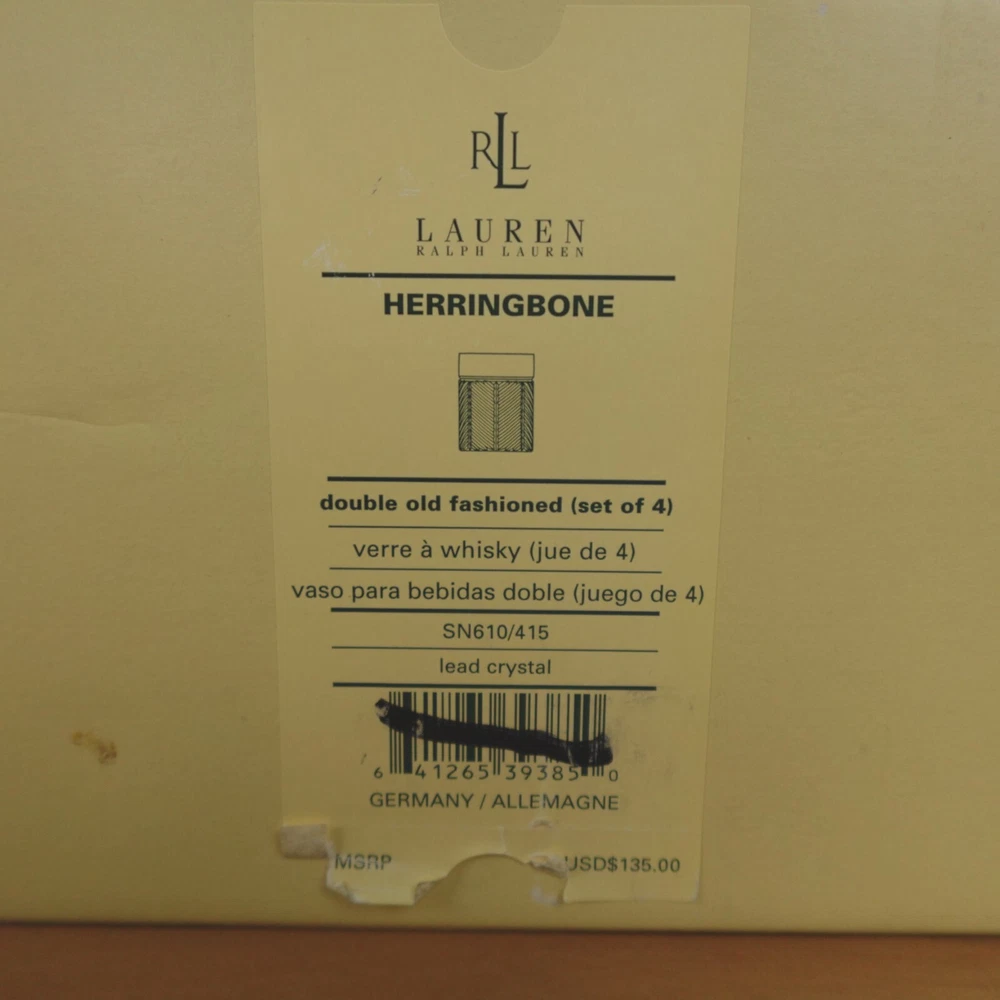 RLL
LAUREN
RALPH LAUREN
HERRINGBONE
double old fashioned (set of 4)
verre à whisky (jue de 4)
vaso para bebidas doble (juego de 4)
SN610/415
lead crystal
6 41265 39385 0
GERMANY / ALLEMAGNE
MSRP USD$135.00